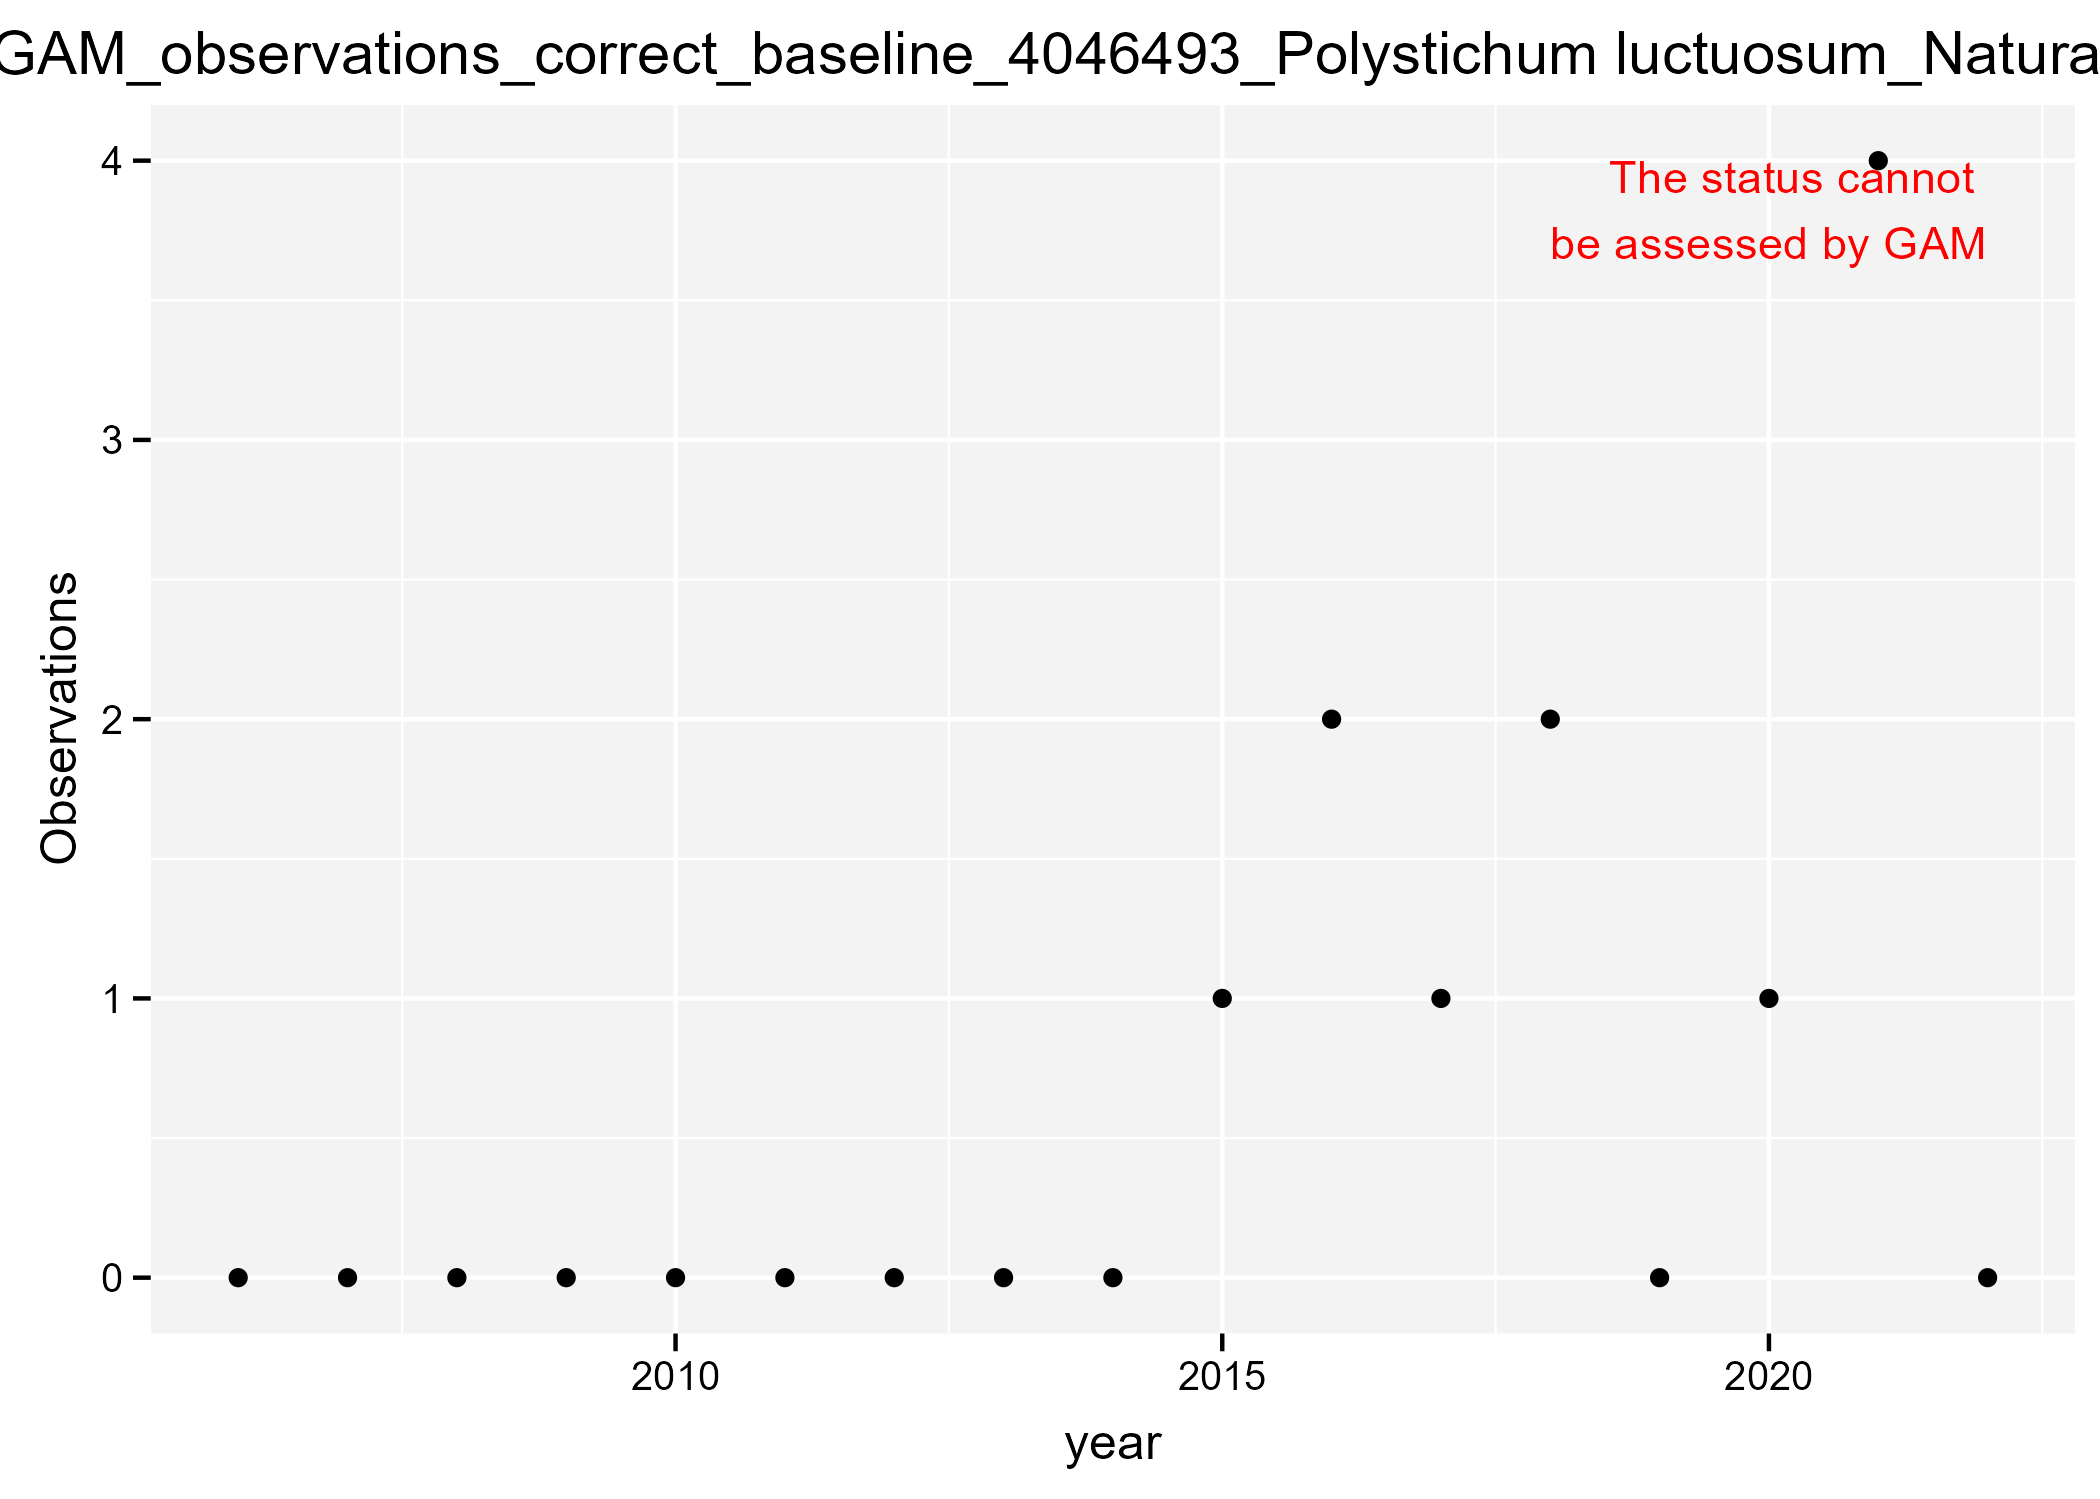 GAM_observations_correct_baseline_4046493_Polystichum luctuosum_Natura
4
3
2
1
0
Observations
The status cannot
be assessed by GAM
2010
2015
2020
year